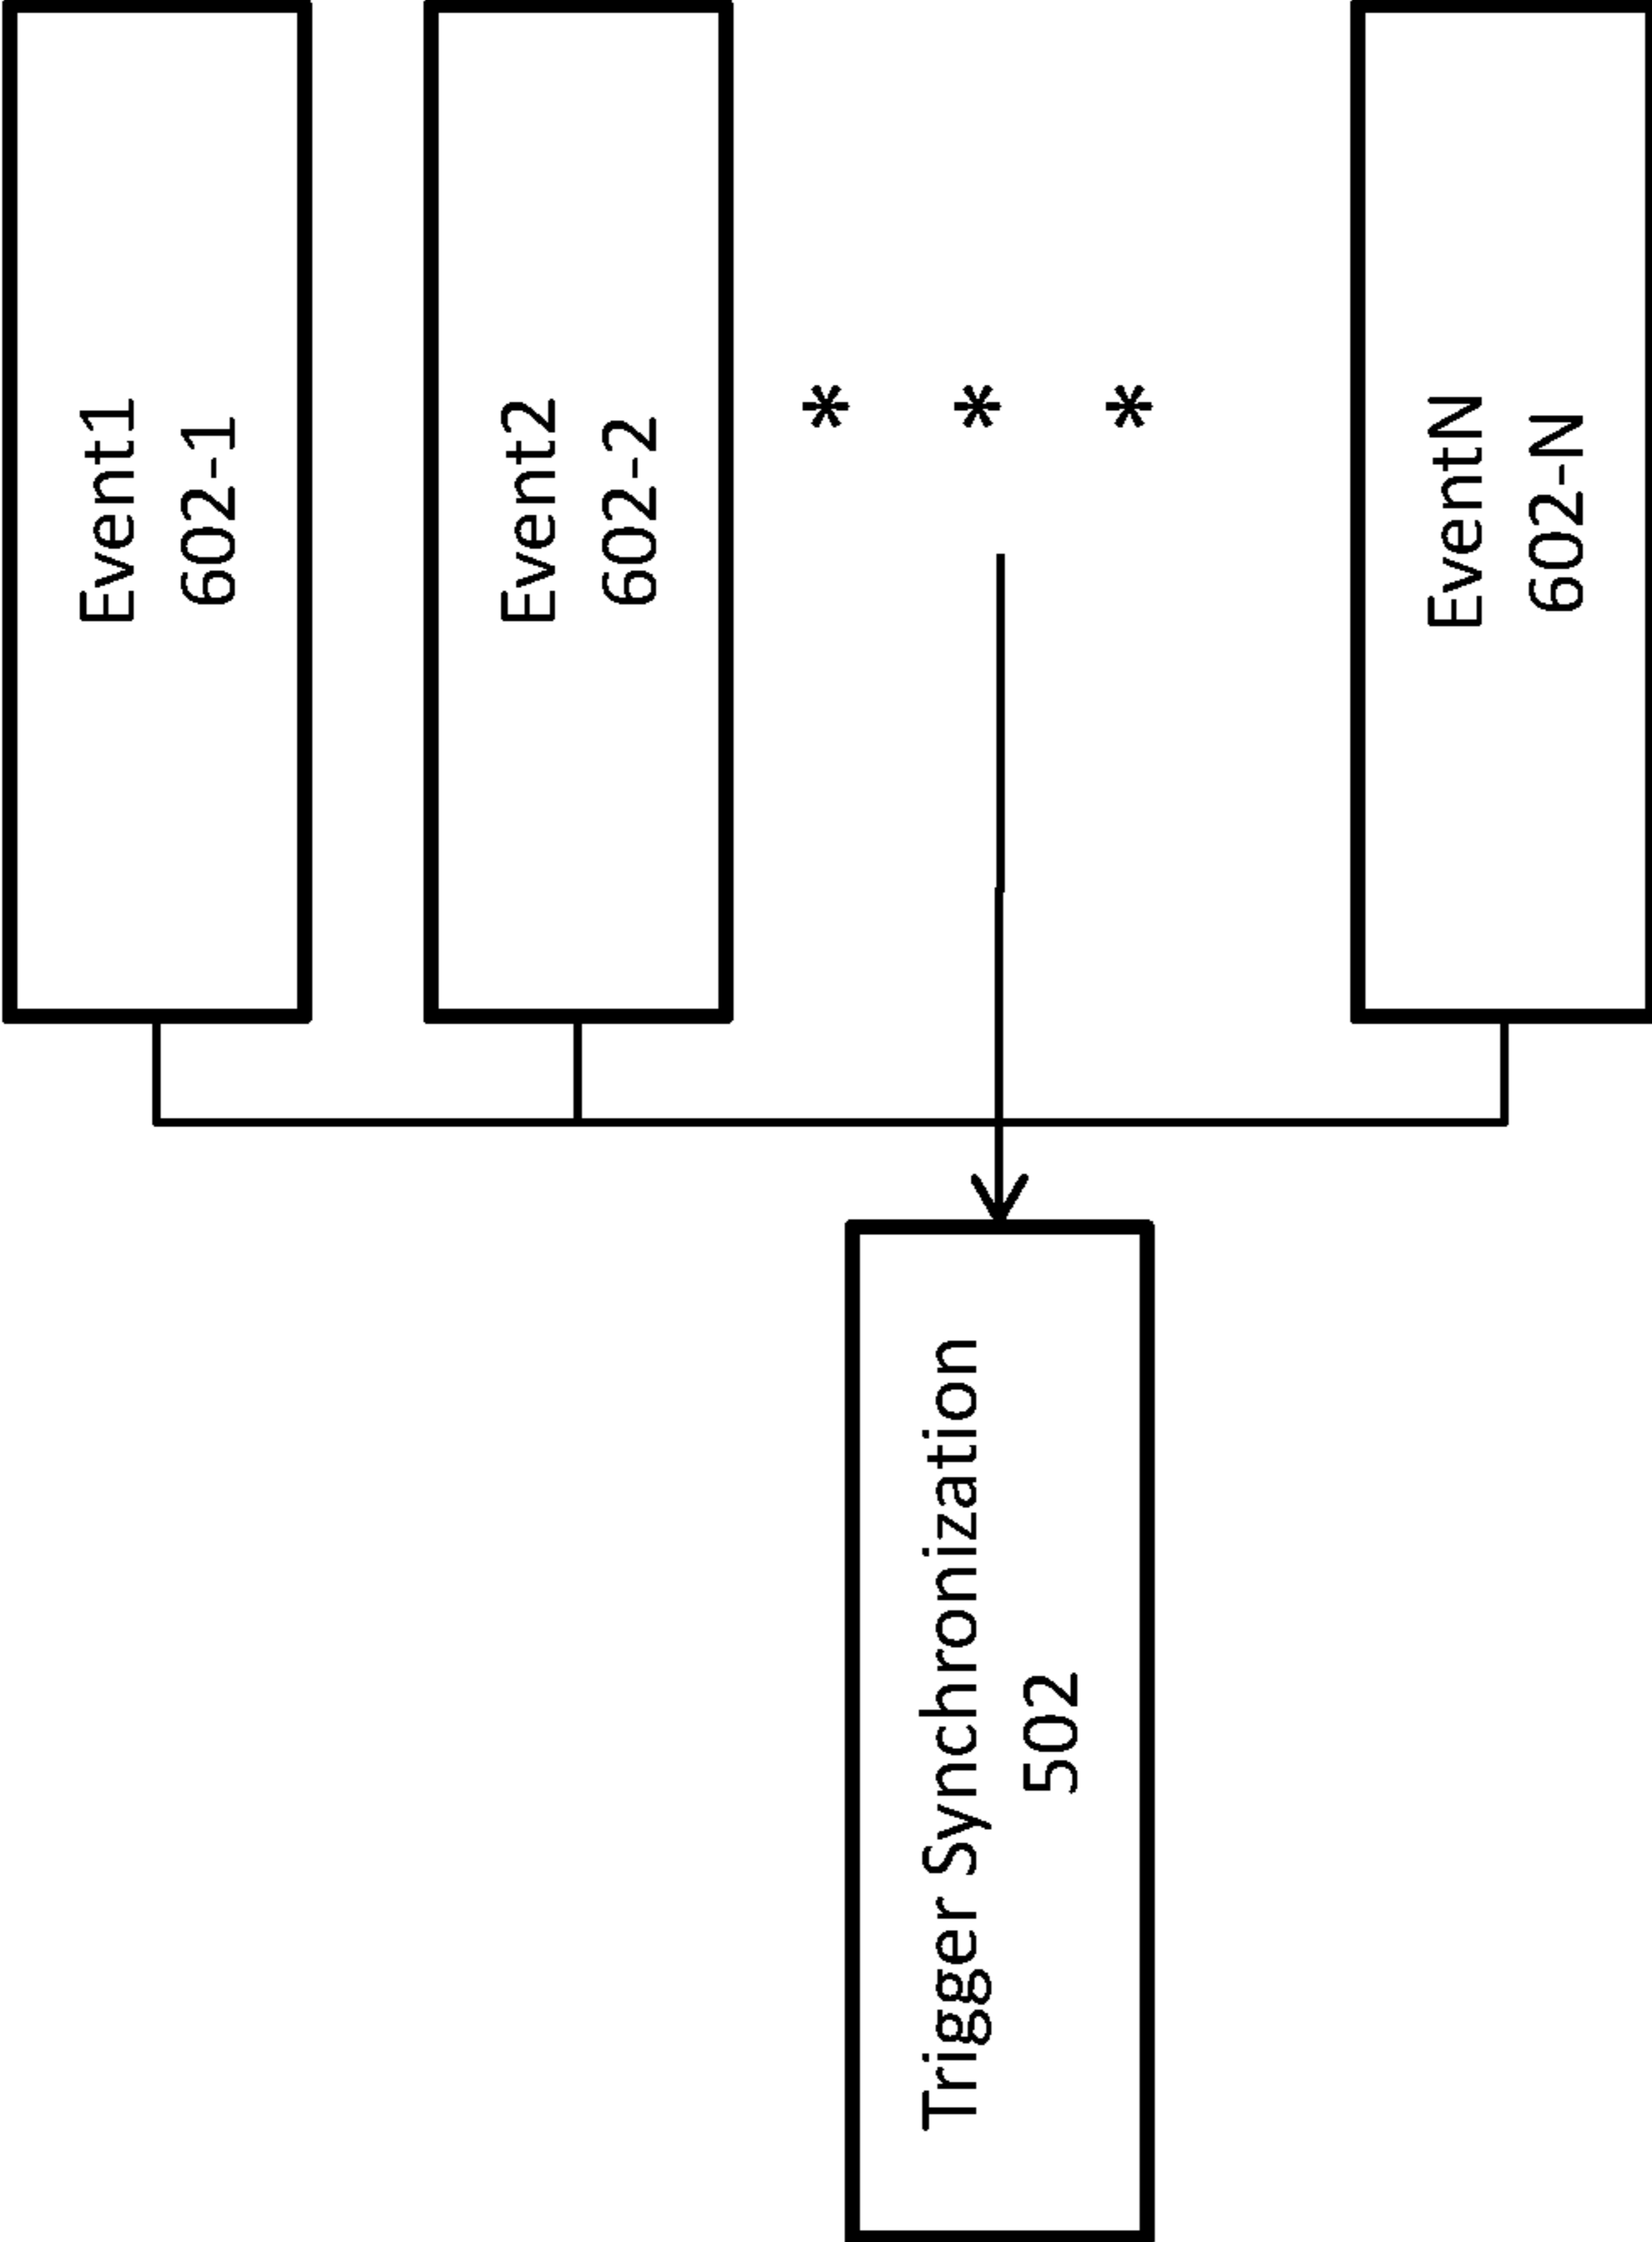 Event1
602-1
Event2
602-2
*
*
*
EventN
602-N
Trigger Synchronization
502